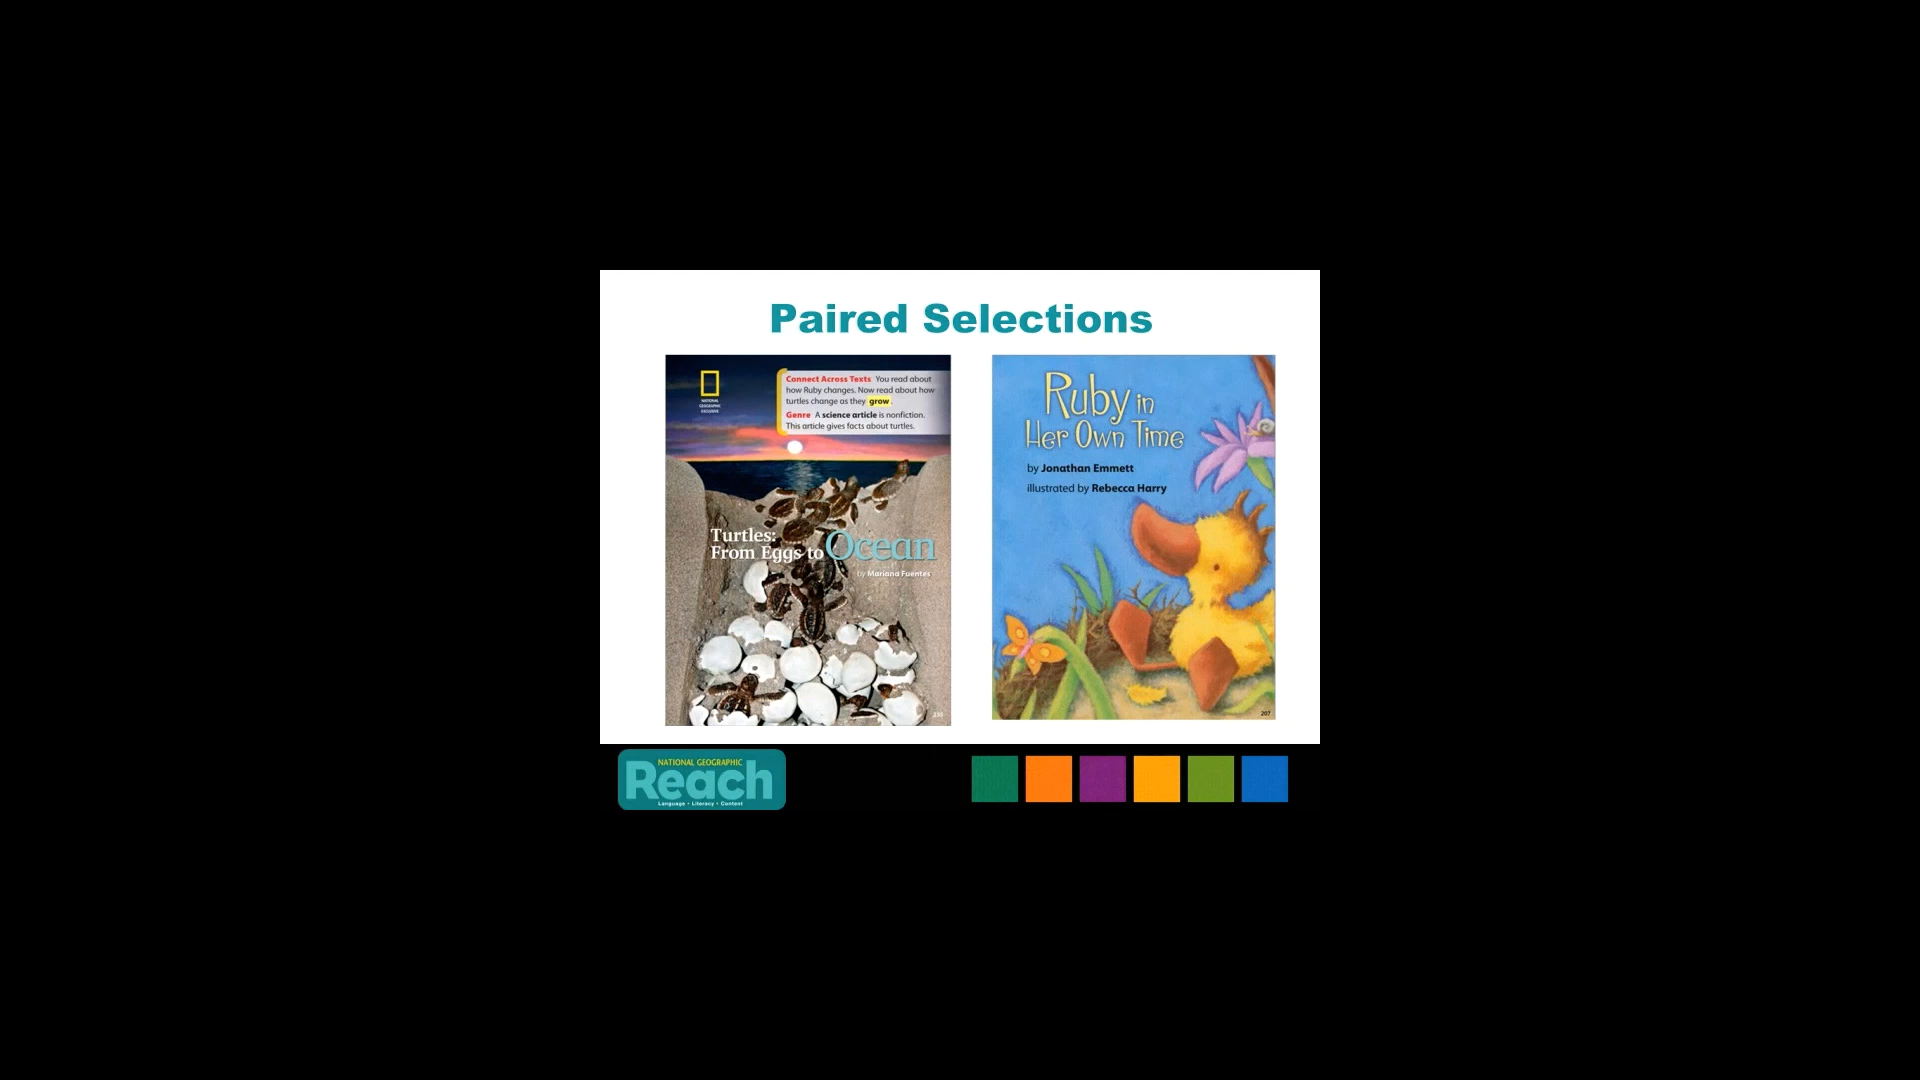 Paired Selections
NATIONAL
GEOGRAPHIC
EXCLUSIVE
Connect Across Texts You read about
how Ruby changes. Now read about how
turtles change as they grow.
Genre A science article is nonfiction.
This article gives facts about turtles.
Turtles:
From Eggs to Ocean
by Mariana Fuentes
Ruby in
Her Own Time
by Jonathan Emmett
illustrated by Rebecca Harry
207
NATIONAL GEOGRAPHIC
Reach
Language • Literacy • Content